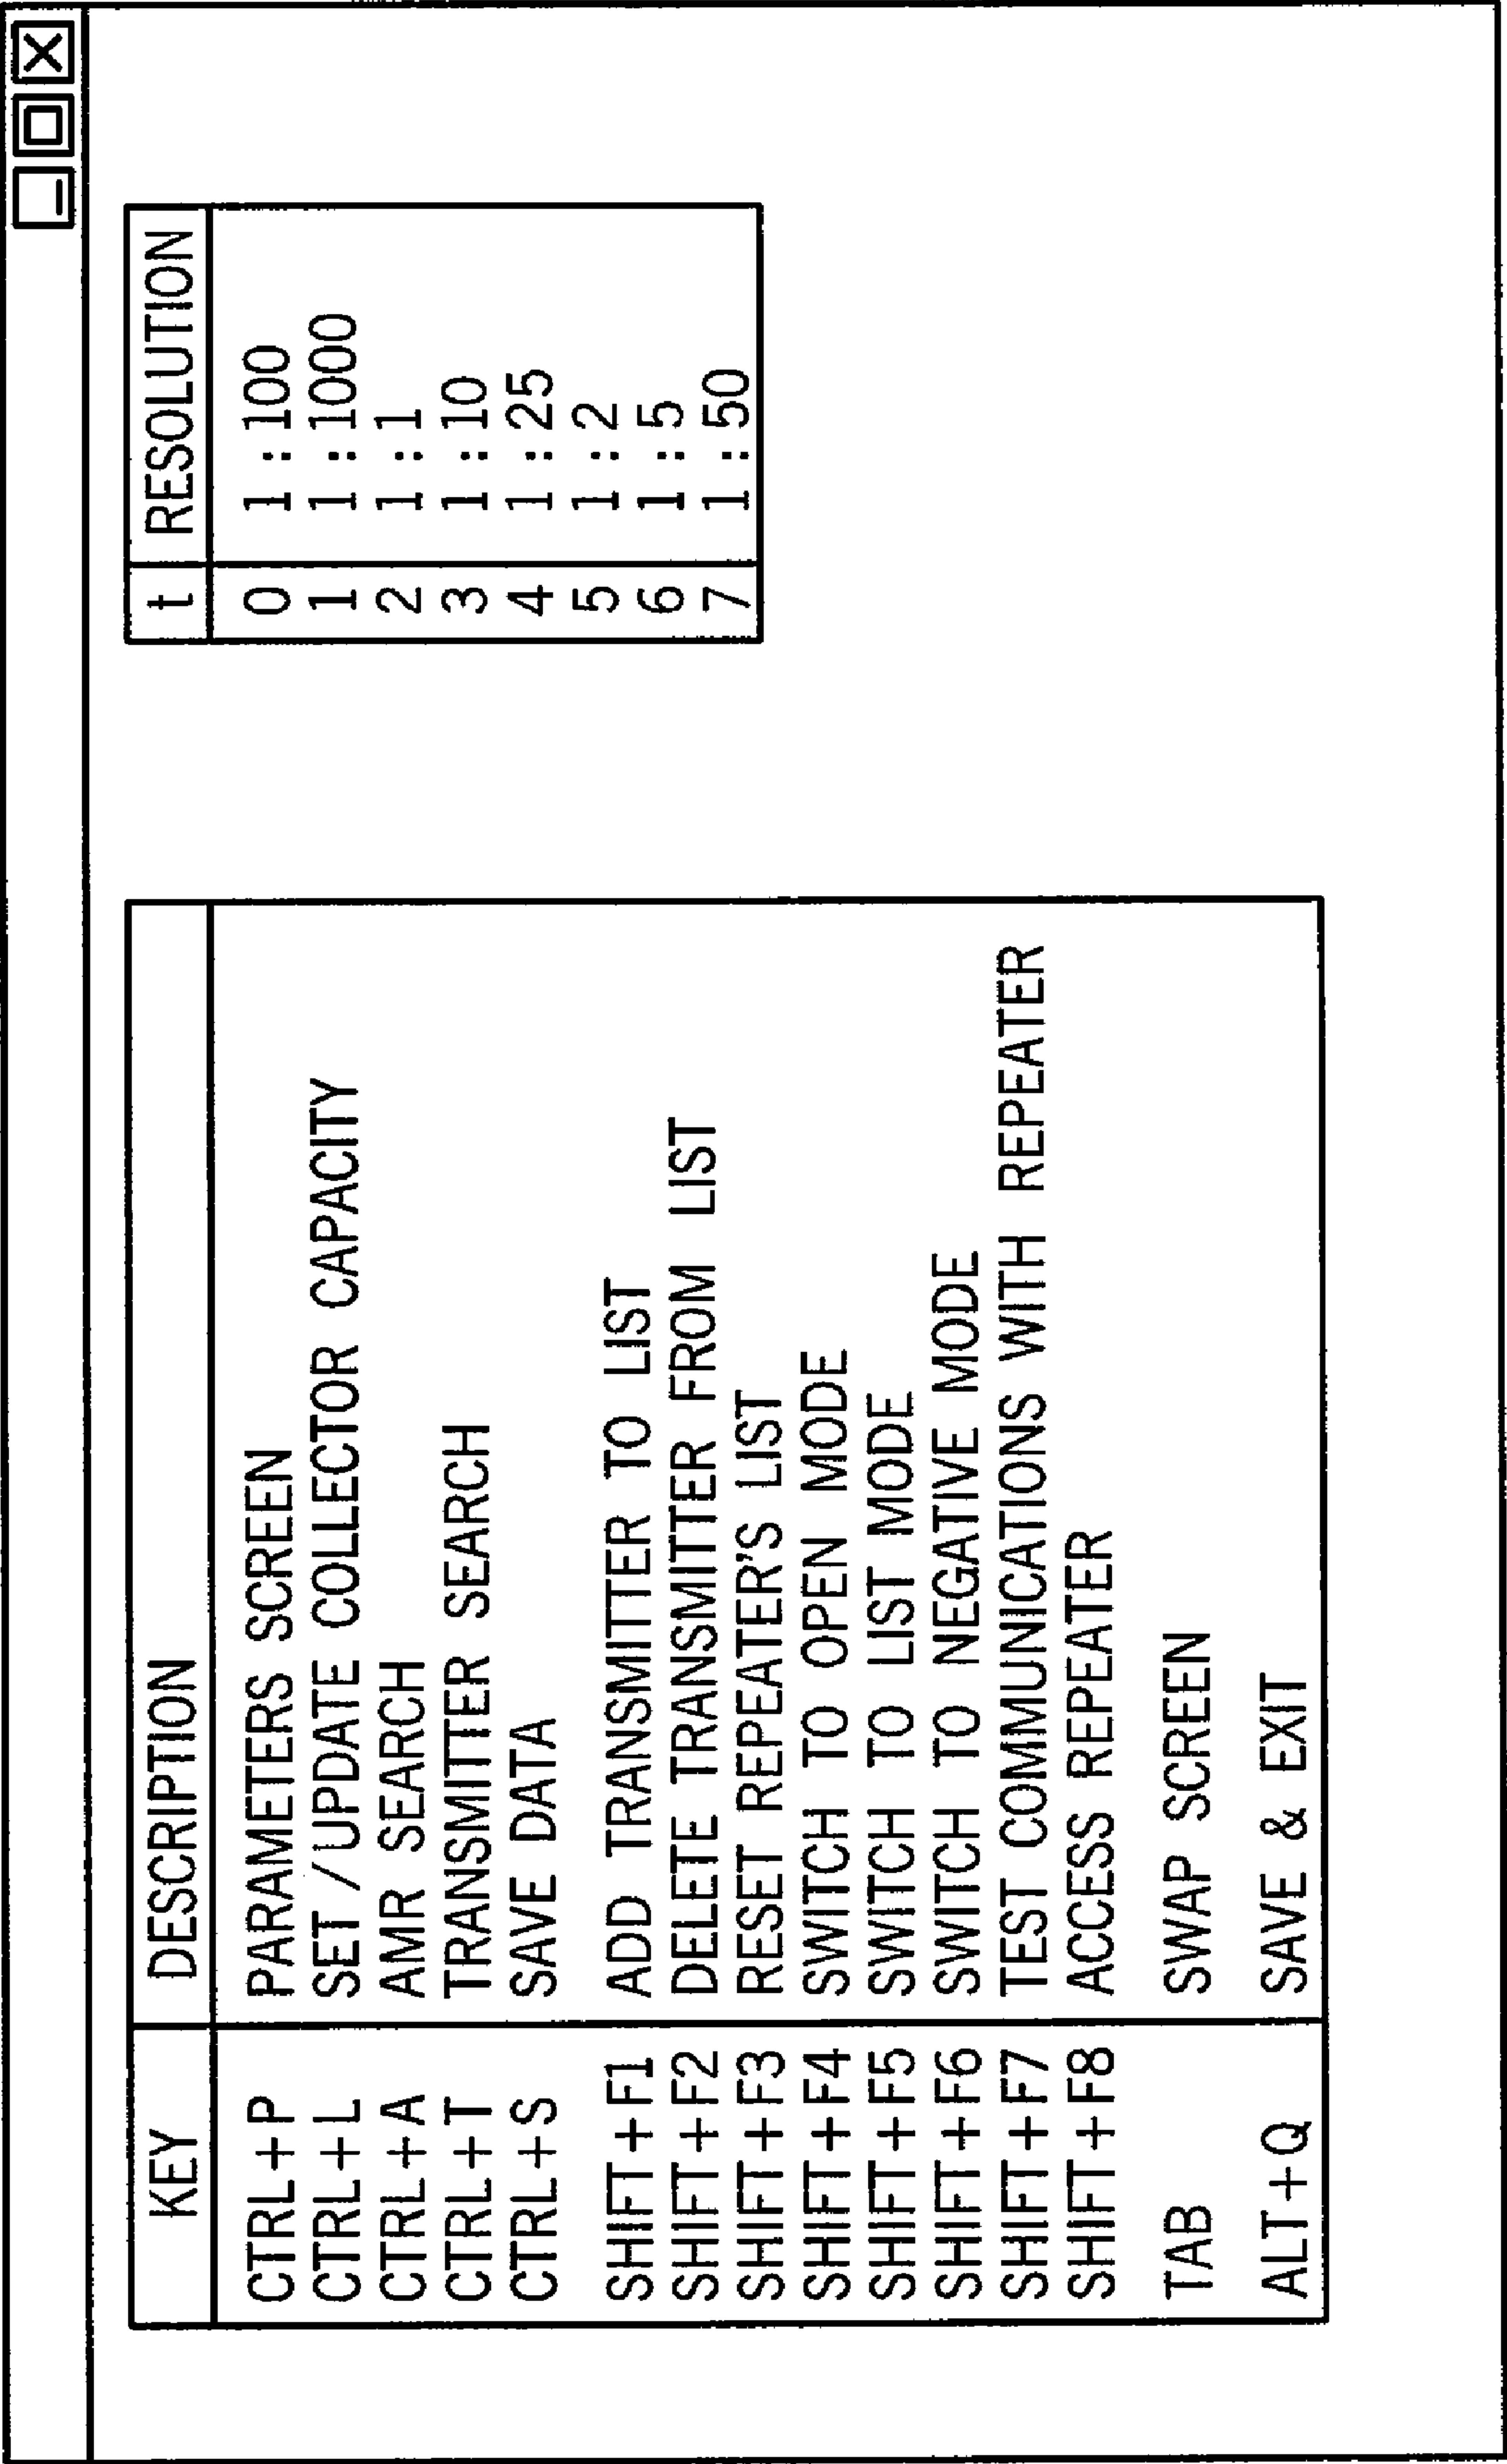 KEY DESCRIPTION
CTRL+P PARAMETERS SCREEN
CTRL+L SET/UPDATE COLLECTOR CAPACITY
CTRL+A AMR SEARCH
CTRL+T TRANSMITTER SEARCH
CTRL+S SAVE DATA
SHIFT+F1 ADD TRANSMITTER TO LIST
SHIFT+F2 DELETE TRANSMITTER FROM LIST
SHIFT+F3 RESET REPEATER'S LIST
SHIFT+F4 SWITCH TO OPEN MODE
SHIFT+F5 SWITCH TO LIST MODE
SHIFT+F6 SWITCH TO NEGATIVE MODE
SHIFT+F7 TEST COMMUNICATIONS WITH REPEATER
SHIFT+F8 ACCESS REPEATER
TAB SWAP SCREEN
ALT+Q SAVE & EXIT
t RESOLUTION
0 1:100
1 1:1000
2 1:1
3 1:10
4 1:25
5 1:2
6 1:5
7 1:50